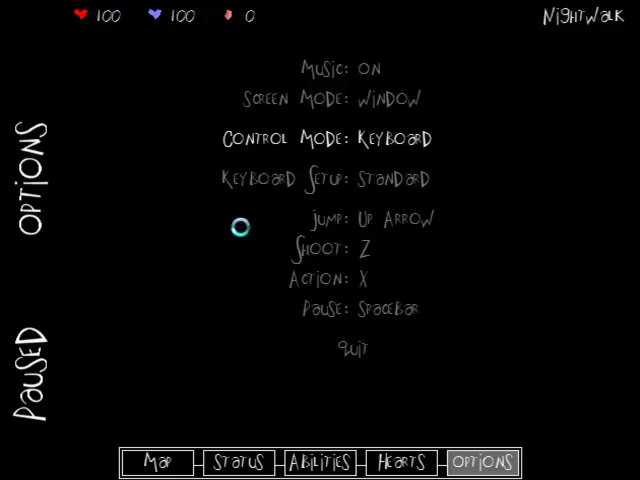 100 100 0 NightWalk
Music: ON
Screen Mode: Window
Control Mode: Keyboard
Keyboard Setup: Standard
Jump: Up Arrow
Shoot: Z
Action: X
Pause: Spacebar
Quit
OPTIONS
PAUSED
Map Status Abilities Hearts Options